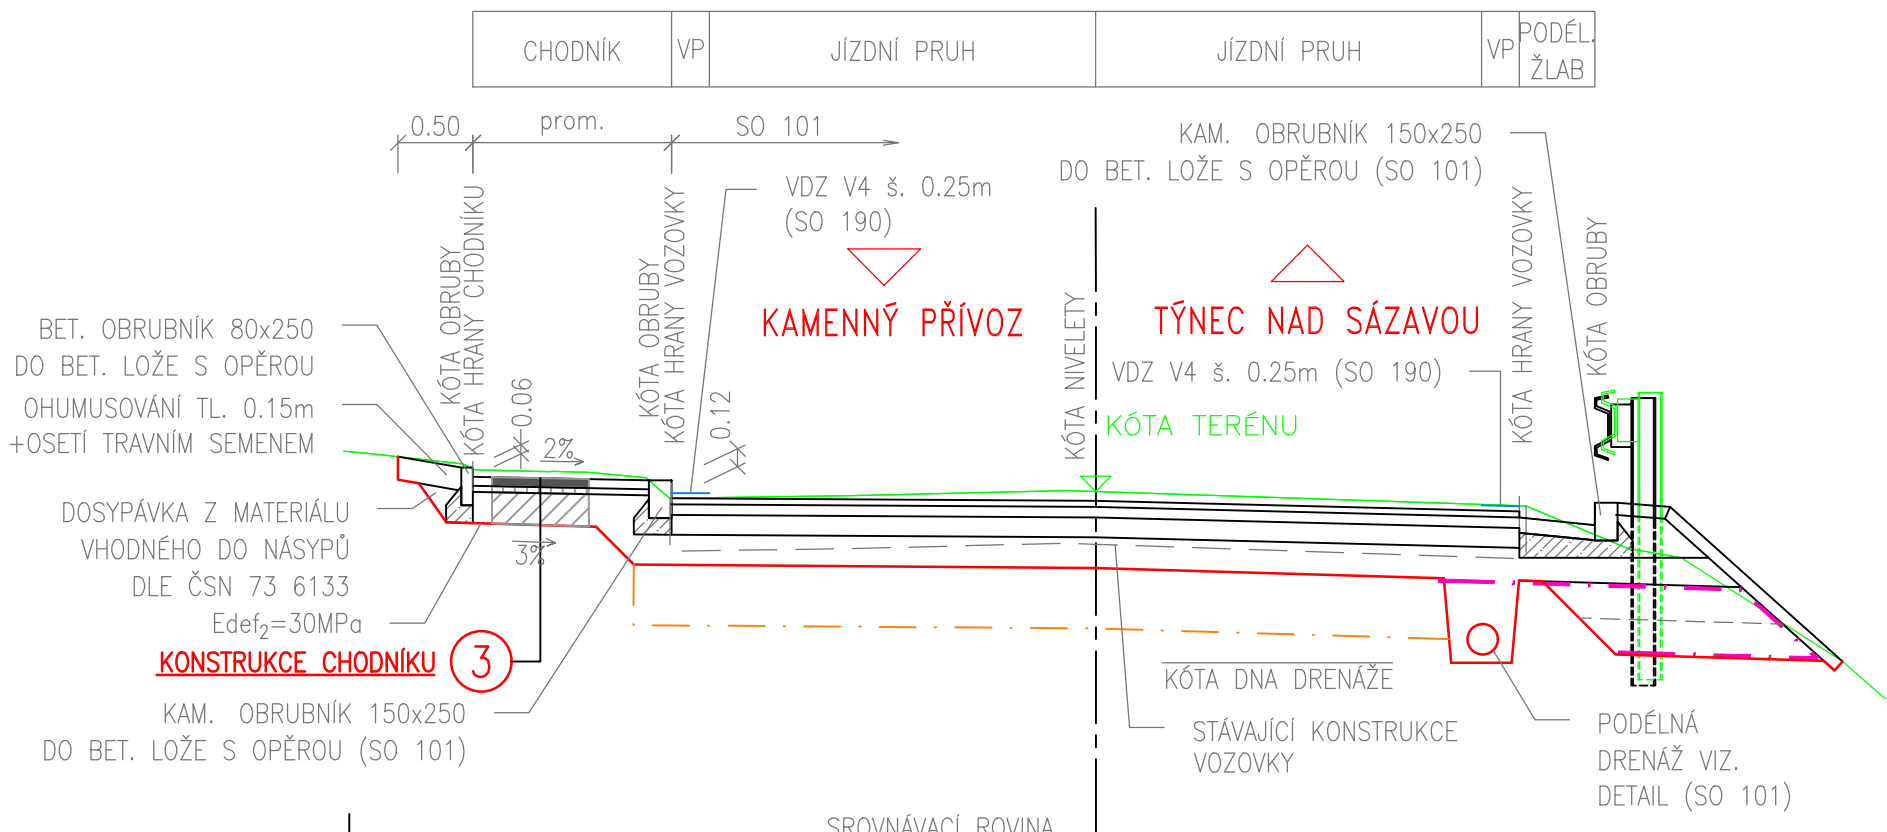 CHODNÍK
VP
JÍZDNÍ PRUH
JÍZDNÍ PRUH
VP
PODÉL.
ŽLAB
0.50
prom.
SO 101
KAM. OBRUBNÍK 150x250
DO BET. LOŽE S OPĚROU (SO 101)
VDZ V4 š. 0.25m
(SO 190)
KÓTA OBRUBY
KÓTA HRANY CHODNÍKU
KÓTA OBRUBY
KÓTA HRANY VOZOVKY
KÓTA NIVELETY
KÓTA HRANY VOZOVKY
KÓTA OBRUBY
KAMENNÝ PŘÍVOZ
TÝNEC NAD SÁZAVOU
VDZ V4 š. 0.25m (SO 190)
KÓTA TERÉNU
BET. OBRUBNÍK 80x250
DO BET. LOŽE S OPĚROU
OHUMUSOVÁNÍ TL. 0.15m
+OSETÍ TRAVNÍM SEMENEM
0.06
0.12
2%
3%
DOSYPÁVKA Z MATERIÁLU
VHODNÉHO DO NÁSYPŮ
DLE ČSN 73 6133
Edef₂=30MPa
KONSTRUKCE CHODNÍKU
3
KAM. OBRUBNÍK 150x250
DO BET. LOŽE S OPĚROU (SO 101)
KÓTA DNA DRENÁŽE
STÁVAJÍCÍ KONSTRUKCE
VOZOVKY
PODÉLNÁ
DRENÁŽ VIZ.
DETAIL (SO 101)
SROVNÁVACÍ ROVINA